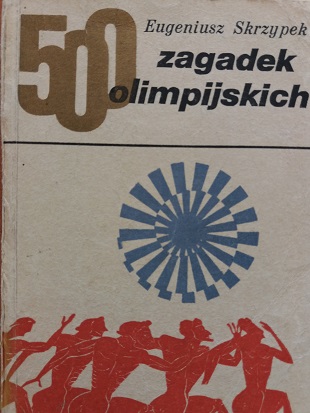 500
Eugeniusz Skrzypek
zagadek
olimpijskich